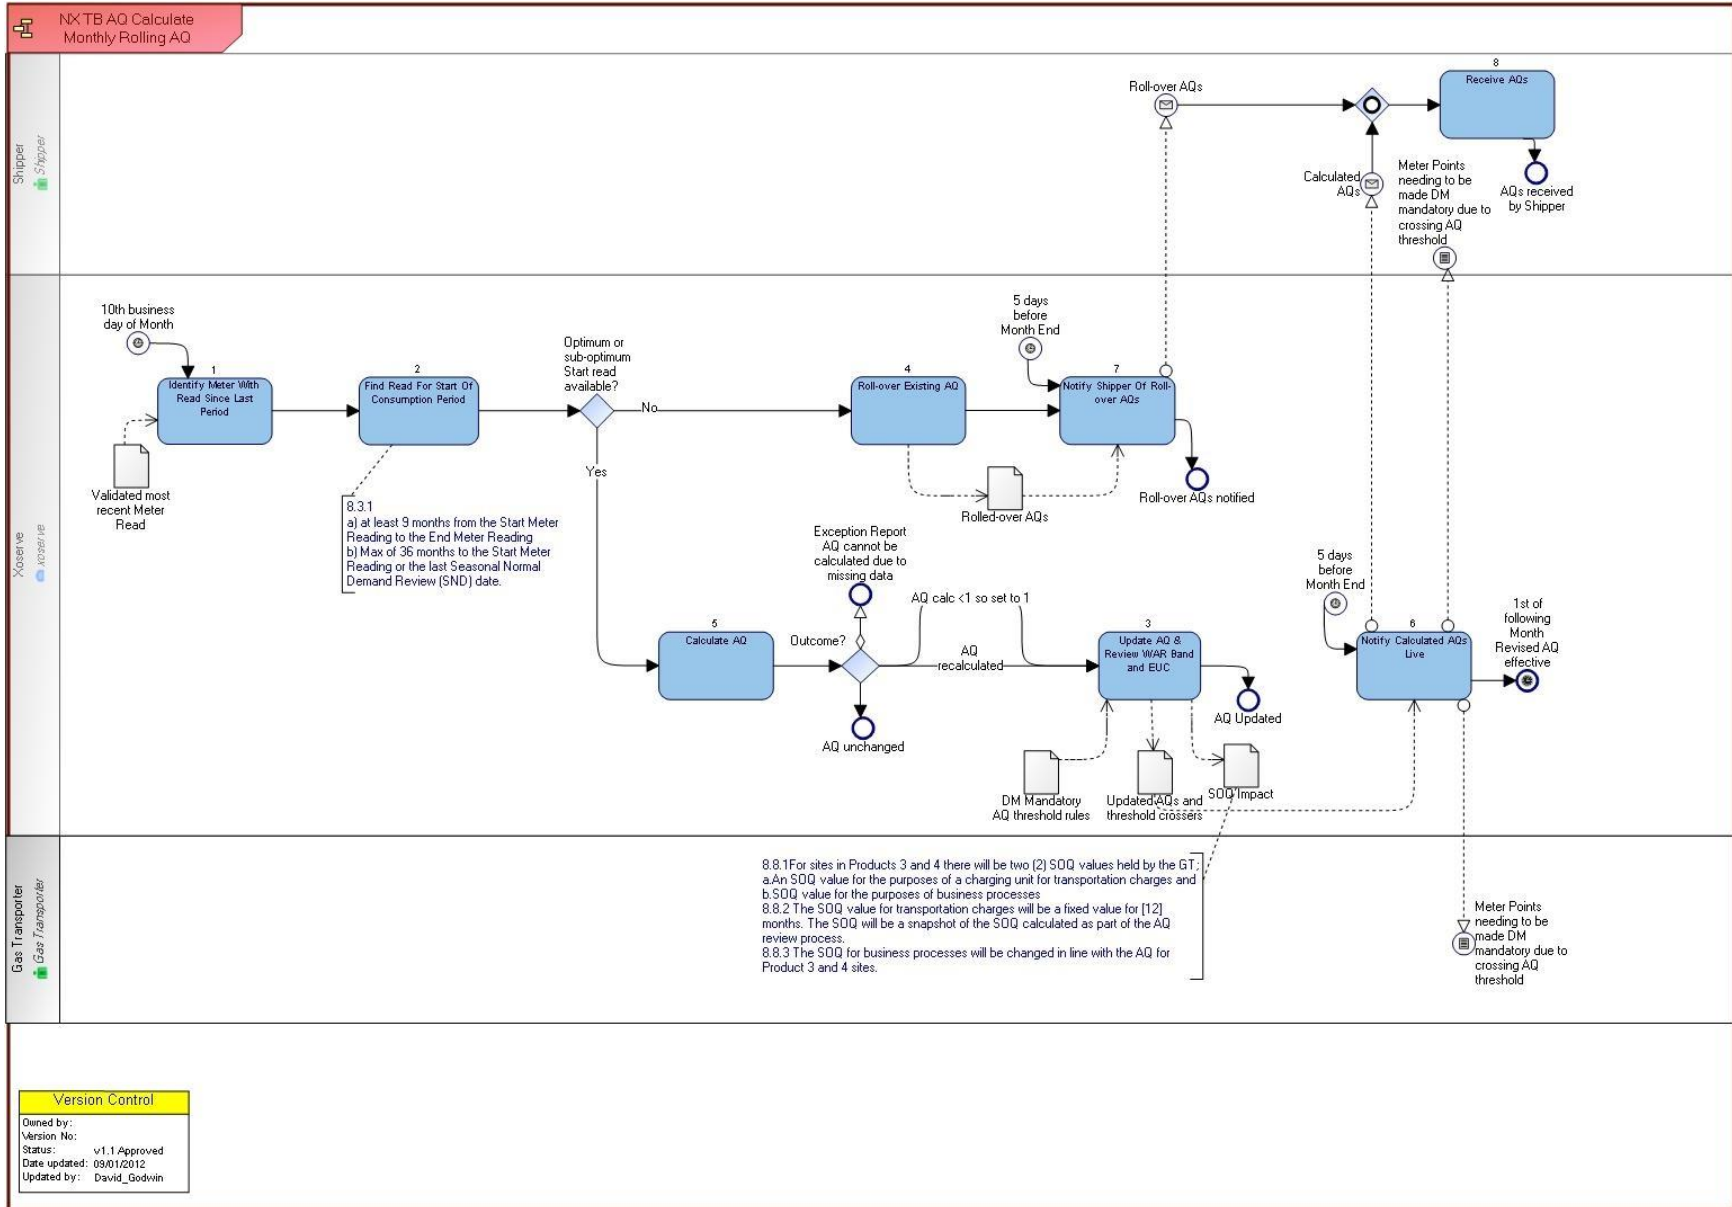 NX TB AQ Calculate
Monthly Rolling AQ
Shipper
Shipper
Roll-over AQs
8
Receive AQs
Calculated
AQs
Meter Points
needing to be
made DM
mandatory due to
crossing AQ
threshold
AQs received
by Shipper
Xoserve
xoserve
10th business
day of Month
1
Identify Meter With
Read Since Last
Period
Validated most
recent Meter
Read
2
Find Read For Start Of
Consumption Period
8.3.1
a) at least 9 months from the Start Meter
Reading to the End Meter Reading
b) Max of 36 months to the Start Meter
Reading or the last Seasonal Normal
Demand Review (SND) date.
Optimum or
sub-optimum
Start read
available?
No
Yes
4
Roll-over Existing AQ
Rolled-over AQs
5 days
before
Month End
7
Notify Shipper Of Roll-
over AQs
Roll-over AQs notified
5
Calculate AQ
Outcome?
Exception Report
AQ cannot be
calculated due to
missing data
AQ unchanged
AQ calc <1 so set to 1
AQ
recalculated
3
Update AQ &
Review WAR Band
and EUC
AQ Updated
DM Mandatory
AQ threshold rules
Updated AQs and
threshold crossers
SOQ Impact
5 days
before
Month End
6
Notify Calculated AQs
Live
1st of
following
Month
Revised AQ
effective
Gas Transporter
Gas Transporter
8.8.1For sites in Products 3 and 4 there will be two (2) SOQ values held by the GT;
a.An SOQ value for the purposes of a charging unit for transportation charges and
b.SOQ value for the purposes of business processes
8.8.2 The SOQ value for transportation charges will be a fixed value for [12]
months. The SOQ will be a snapshot of the SOQ calculated as part of the AQ
review process.
8.8.3 The SOQ for business processes will be changed in line with the AQ for
Product 3 and 4 sites.
Meter Points
needing to be
made DM
mandatory due to
crossing AQ
threshold
Version Control
Owned by:
Version No:
Status: v1.1 Approved
Date updated: 09/01/2012
Updated by: David_Godwin